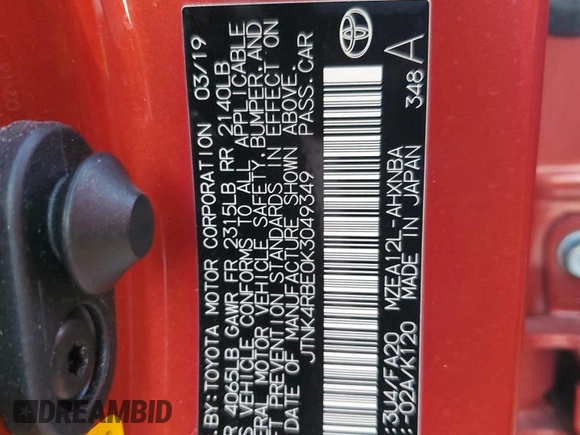 . BY: TOYOTA MOTOR CORPORATION 03/19
R 4065LB GAWR FR 2315LB RR 2140LB
S VEHICLE CONFORMS TO ALL APPLICABLE
ERAL MOTOR VEHICLE SAFETY, BUMPER, AND
T PREVENTION STANDARDS IN EFFECT ON
DATE OF MANUFACTURE SHOWN ABOVE.
JTNK4RBE0K3049349 PASS. CAR
3U4/FA20 MZEA12L-AHXNBA
:-02A/K120 MADE IN JAPAN 348 A
DREAMBID